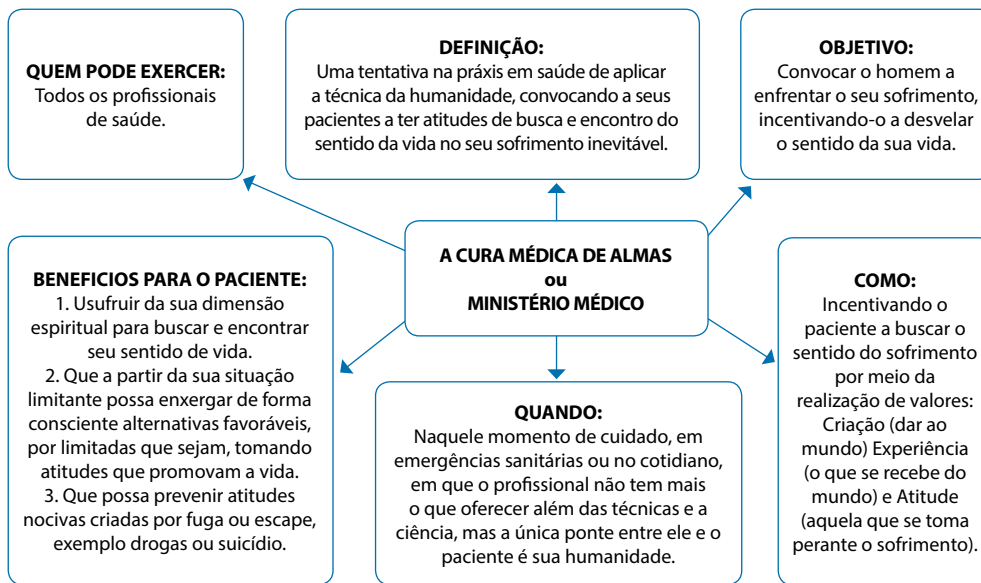 QUEM PODE EXERCER:
Todos os profissionais
de saúde.
DEFINIÇÃO:
Uma tentativa na práxis em saúde de aplicar
a técnica da humanidade, convocando a seus
pacientes a ter atitudes de busca e encontro do
sentido da vida no seu sofrimento inevitável.
OBJETIVO:
Convocar o homem a
enfrentar o seu sofrimento,
incentivando-o a desvelar
o sentido da sua vida.
A CURA MÉDICA DE ALMAS
ou
MINISTÉRIO MÉDICO
BENEFICIOS PARA O PACIENTE:
1. Usufruir da sua dimensão
espiritual para buscar e encontrar
seu sentido de vida.
2. Que a partir da sua situação
limitante possa enxergar de forma
consciente alternativas favoráveis,
por limitadas que sejam, tomando
atitudes que promovam a vida.
3. Que possa prevenir atitudes
nocivas criadas por fuga ou escape,
exemplo drogas ou suicídio.
QUANDO:
Naquele momento de cuidado, em
emergências sanitárias ou no cotidiano,
em que o profissional não tem mais
o que oferecer além das técnicas e a
ciência, mas a única ponte entre ele e o
paciente é sua humanidade.
COMO:
Incentivando o
paciente a buscar o
sentido do sofrimento
por meio da
realização de valores:
Criação (dar ao
mundo) Experiência
(o que se recebe do
mundo) e Atitude
(aquela que se toma
perante o sofrimento).